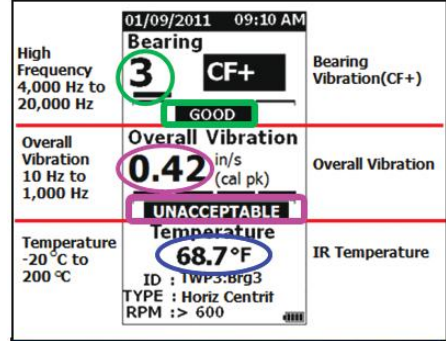 01/09/2011 09:10 AM
High
Frequency
4,000 Hz to
20,000 Hz
Bearing
3 CF+
GOOD
Bearing
Vibration(CF+)
Overall
Vibration
10 Hz to
1,000 Hz
Overall Vibration
0.42 in/s
(cal pk)
UNACCEPTABLE
Overall Vibration
Temperature
-20 °C to
200 °C
Temperature
68.7°F
ID : TWP3:Brg3
TYPE : Horiz Centrif
RPM :> 600
IR Temperature